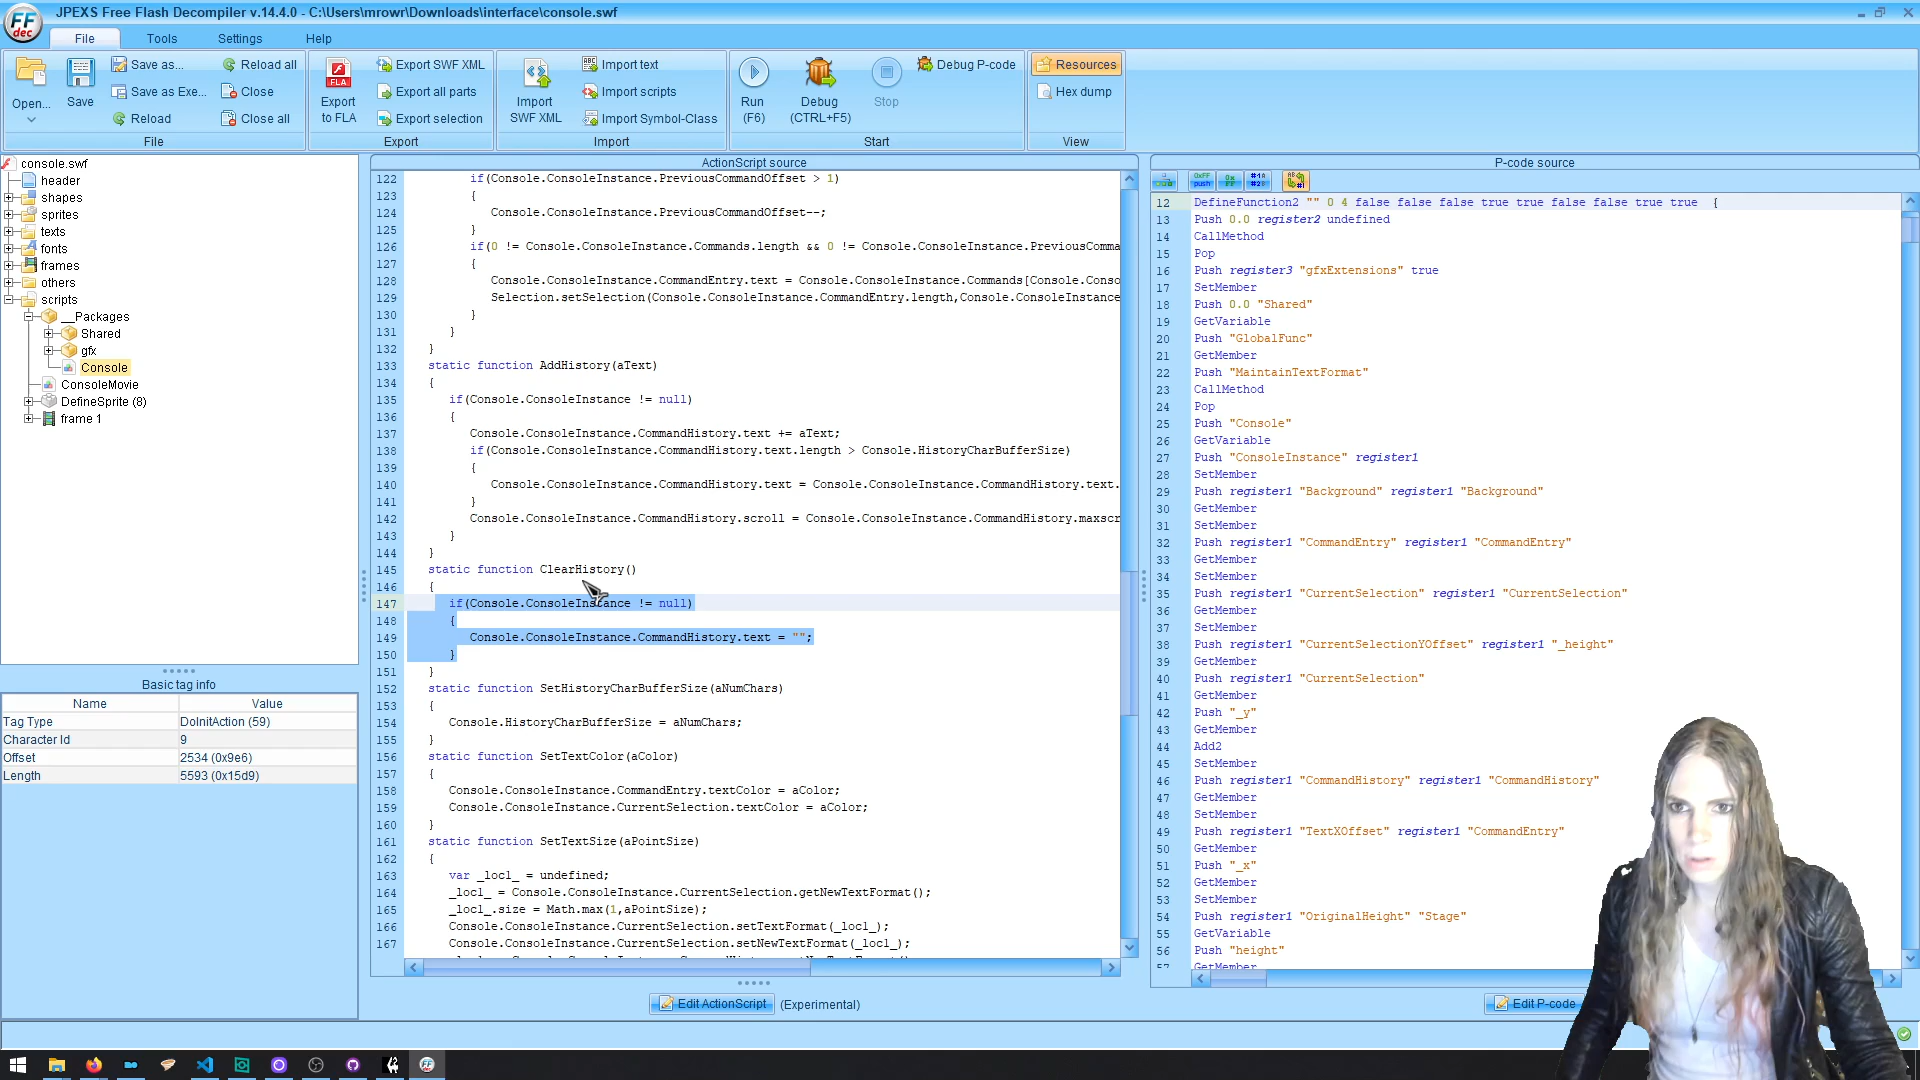 JPEXS Free Flash Decompiler v.14.4.0 - C:\Users\mrowr\Downloads\interface\console.swf
FF
dec
File Tools Settings Help
Open...
Save
Save as...
Save as Exe...
Reload
Reload all
Close
Close all
File
FLA
Export
to FLA
Export SWF XML
Export all parts
Export selection
Export
Import
SWF XML
Import text
Import scripts
Import Symbol-Class
Import
Run
(F6)
Debug
(CTRL+F5)
Stop
Debug P-code
Start
Resources
Hex dump
View
console.swf
header
shapes
sprites
texts
fonts
frames
others
scripts
__Packages
Shared
gfx
Console
ConsoleMovie
DefineSprite (8)
frame 1
Basic tag info
Name Value
Tag Type DoInitAction (59)
Character Id 9
Offset 2534 (0x9e6)
Length 5593 (0x15d9)
ActionScript source
122 if(Console.ConsoleInstance.PreviousCommandOffset > 1)
123 {
124 Console.ConsoleInstance.PreviousCommandOffset--;
125 }
126 if(0 != Console.ConsoleInstance.Commands.length && 0 != Console.ConsoleInstance.PreviousComma
127 {
128 Console.ConsoleInstance.CommandEntry.text = Console.ConsoleInstance.Commands[Console.Conso
129 Selection.setSelection(Console.ConsoleInstance.CommandEntry.length,Console.ConsoleInstance
130 }
131 }
132 }
133 static function AddHistory(aText)
134 {
135 if(Console.ConsoleInstance != null)
136 {
137 Console.ConsoleInstance.CommandHistory.text += aText;
138 if(Console.ConsoleInstance.CommandHistory.text.length > Console.HistoryCharBufferSize)
139 {
140 Console.ConsoleInstance.CommandHistory.text = Console.ConsoleInstance.CommandHistory.text.
141 }
142 Console.ConsoleInstance.CommandHistory.scroll = Console.ConsoleInstance.CommandHistory.maxscr
143 }
144 }
145 static function ClearHistory()
146 {
147 if(Console.ConsoleInstance != null)
148 {
149 Console.ConsoleInstance.CommandHistory.text = "";
150 }
151 }
152 static function SetHistoryCharBufferSize(aNumChars)
153 {
154 Console.HistoryCharBufferSize = aNumChars;
155 }
156 static function SetTextColor(aColor)
157 {
158 Console.ConsoleInstance.CommandEntry.textColor = aColor;
159 Console.ConsoleInstance.CurrentSelection.textColor = aColor;
160 }
161 static function SetTextSize(aPointSize)
162 {
163 var _loc1_ = undefined;
164 _loc1_ = Console.ConsoleInstance.CurrentSelection.getNewTextFormat();
165 _loc1_.size = Math.max(1,aPointSize);
166 Console.ConsoleInstance.CurrentSelection.setTextFormat(_loc1_);
167 Console.ConsoleInstance.CurrentSelection.setNewTextFormat(_loc1_);
Edit ActionScript (Experimental)
P-code source
12 DefineFunction2 "" 0 4 false false false true true false false true true {
13 Push 0.0 register2 undefined
14 CallMethod
15 Pop
16 Push register3 "gfxExtensions" true
17 SetMember
18 Push 0.0 "Shared"
19 GetVariable
20 Push "GlobalFunc"
21 GetMember
22 Push "MaintainTextFormat"
23 CallMethod
24 Pop
25 Push "Console"
26 GetVariable
27 Push "ConsoleInstance" register1
28 SetMember
29 Push register1 "Background" register1 "Background"
30 GetMember
31 SetMember
32 Push register1 "CommandEntry" register1 "CommandEntry"
33 GetMember
34 SetMember
35 Push register1 "CurrentSelection" register1 "CurrentSelection"
36 GetMember
37 SetMember
38 Push register1 "CurrentSelectionYOffset" register1 "_height"
39 GetMember
40 Push register1 "CurrentSelection"
41 GetMember
42 Push "_y"
43 GetMember
44 Add2
45 SetMember
46 Push register1 "CommandHistory" register1 "CommandHistory"
47 GetMember
48 SetMember
49 Push register1 "TextXOffset" register1 "CommandEntry"
50 GetMember
51 Push "_x"
52 GetMember
53 SetMember
54 Push register1 "OriginalHeight" "Stage"
55 GetVariable
56 Push "height"
57 GetMember
Edit P-code